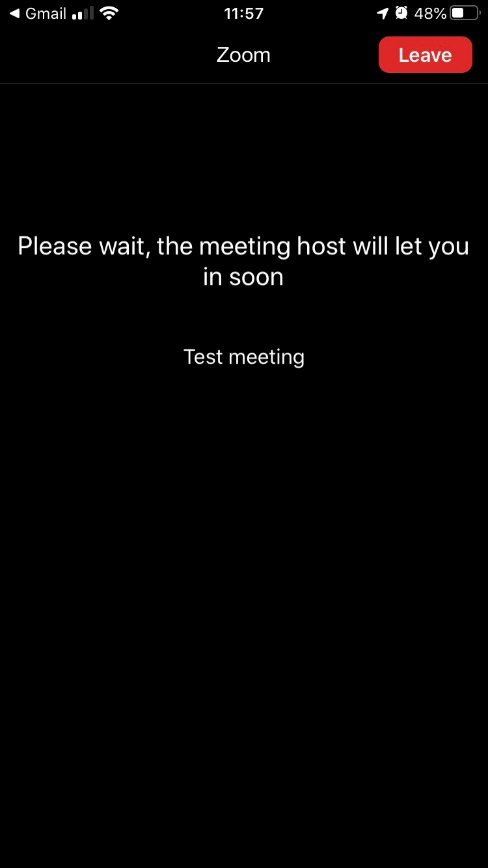 ◀ Gmail 11:57 48%
Zoom Leave
Please wait, the meeting host will let you
in soon
Test meeting